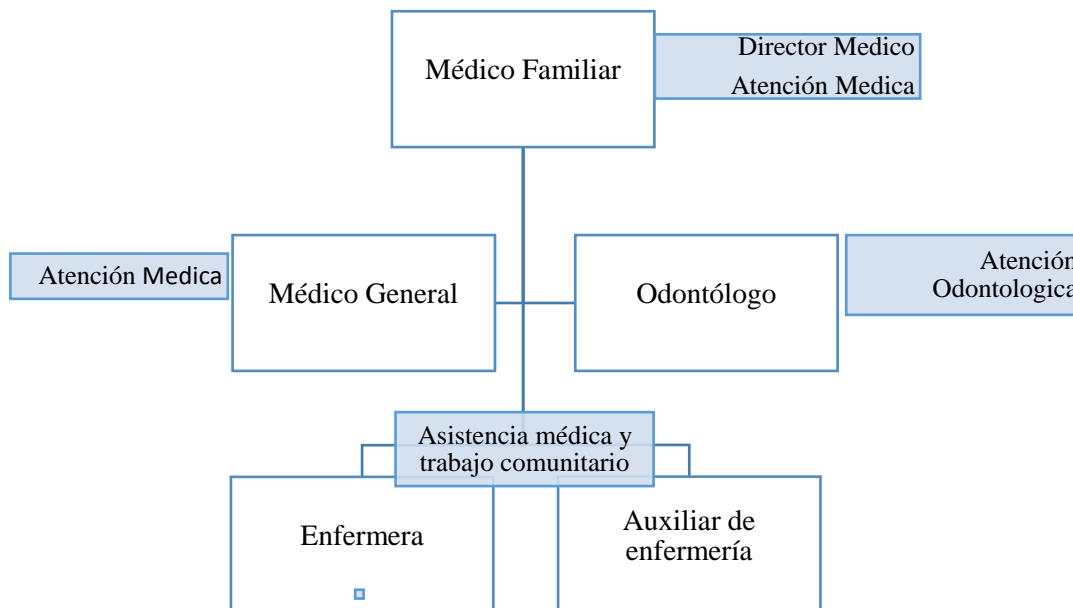 Médico Familiar
Director Medico
Atención Medica
Atención Medica
Médico General
Odontólogo
Atención
Odontologica
Asistencia médica y
trabajo comunitario
Enfermera
Auxiliar de
enfermería